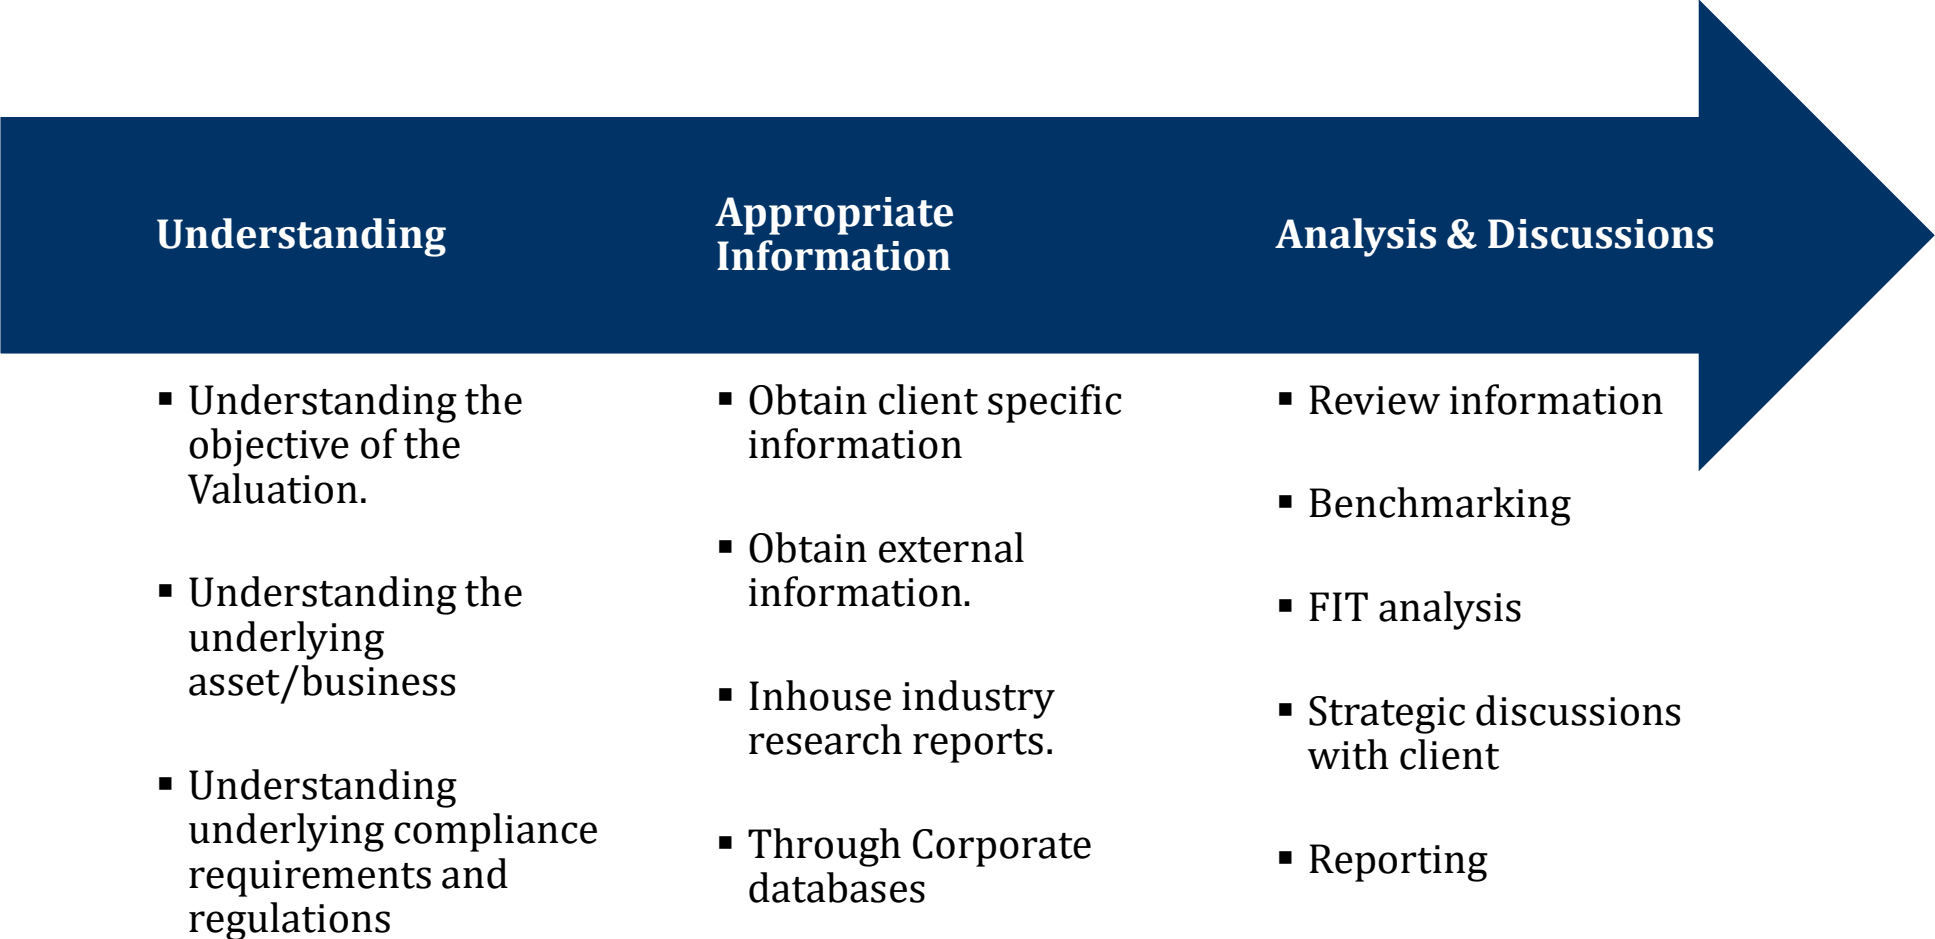 Understanding
Appropriate
Information
Analysis & Discussions
▪ Understanding the
objective of the
Valuation.
▪ Understanding the
underlying
asset/business
▪ Understanding
underlying compliance
requirements and
regulations
▪ Obtain client specific
information
▪ Obtain external
information.
▪ Inhouse industry
research reports.
▪ Through Corporate
databases
▪ Review information
▪ Benchmarking
▪ FIT analysis
▪ Strategic discussions
with client
▪ Reporting